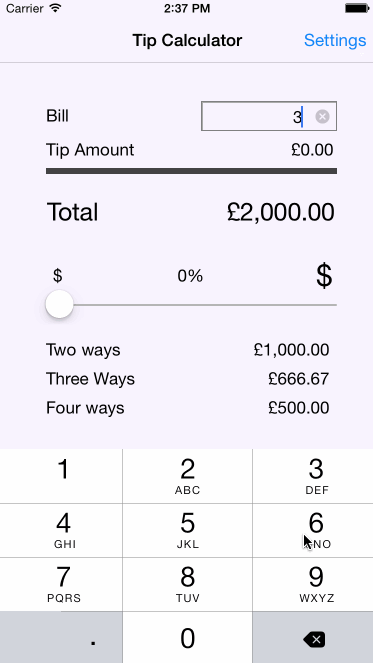 Carrier 2:37 PM
Tip Calculator Settings
Bill 3
Tip Amount £0.00
Total £2,000.00
$ 0% $
Two ways £1,000.00
Three Ways £666.67
Four ways £500.00
1 2 3
ABC DEF
4 5 6
GHI JKL MNO
7 8 9
PQRS TUV WXYZ
. 0